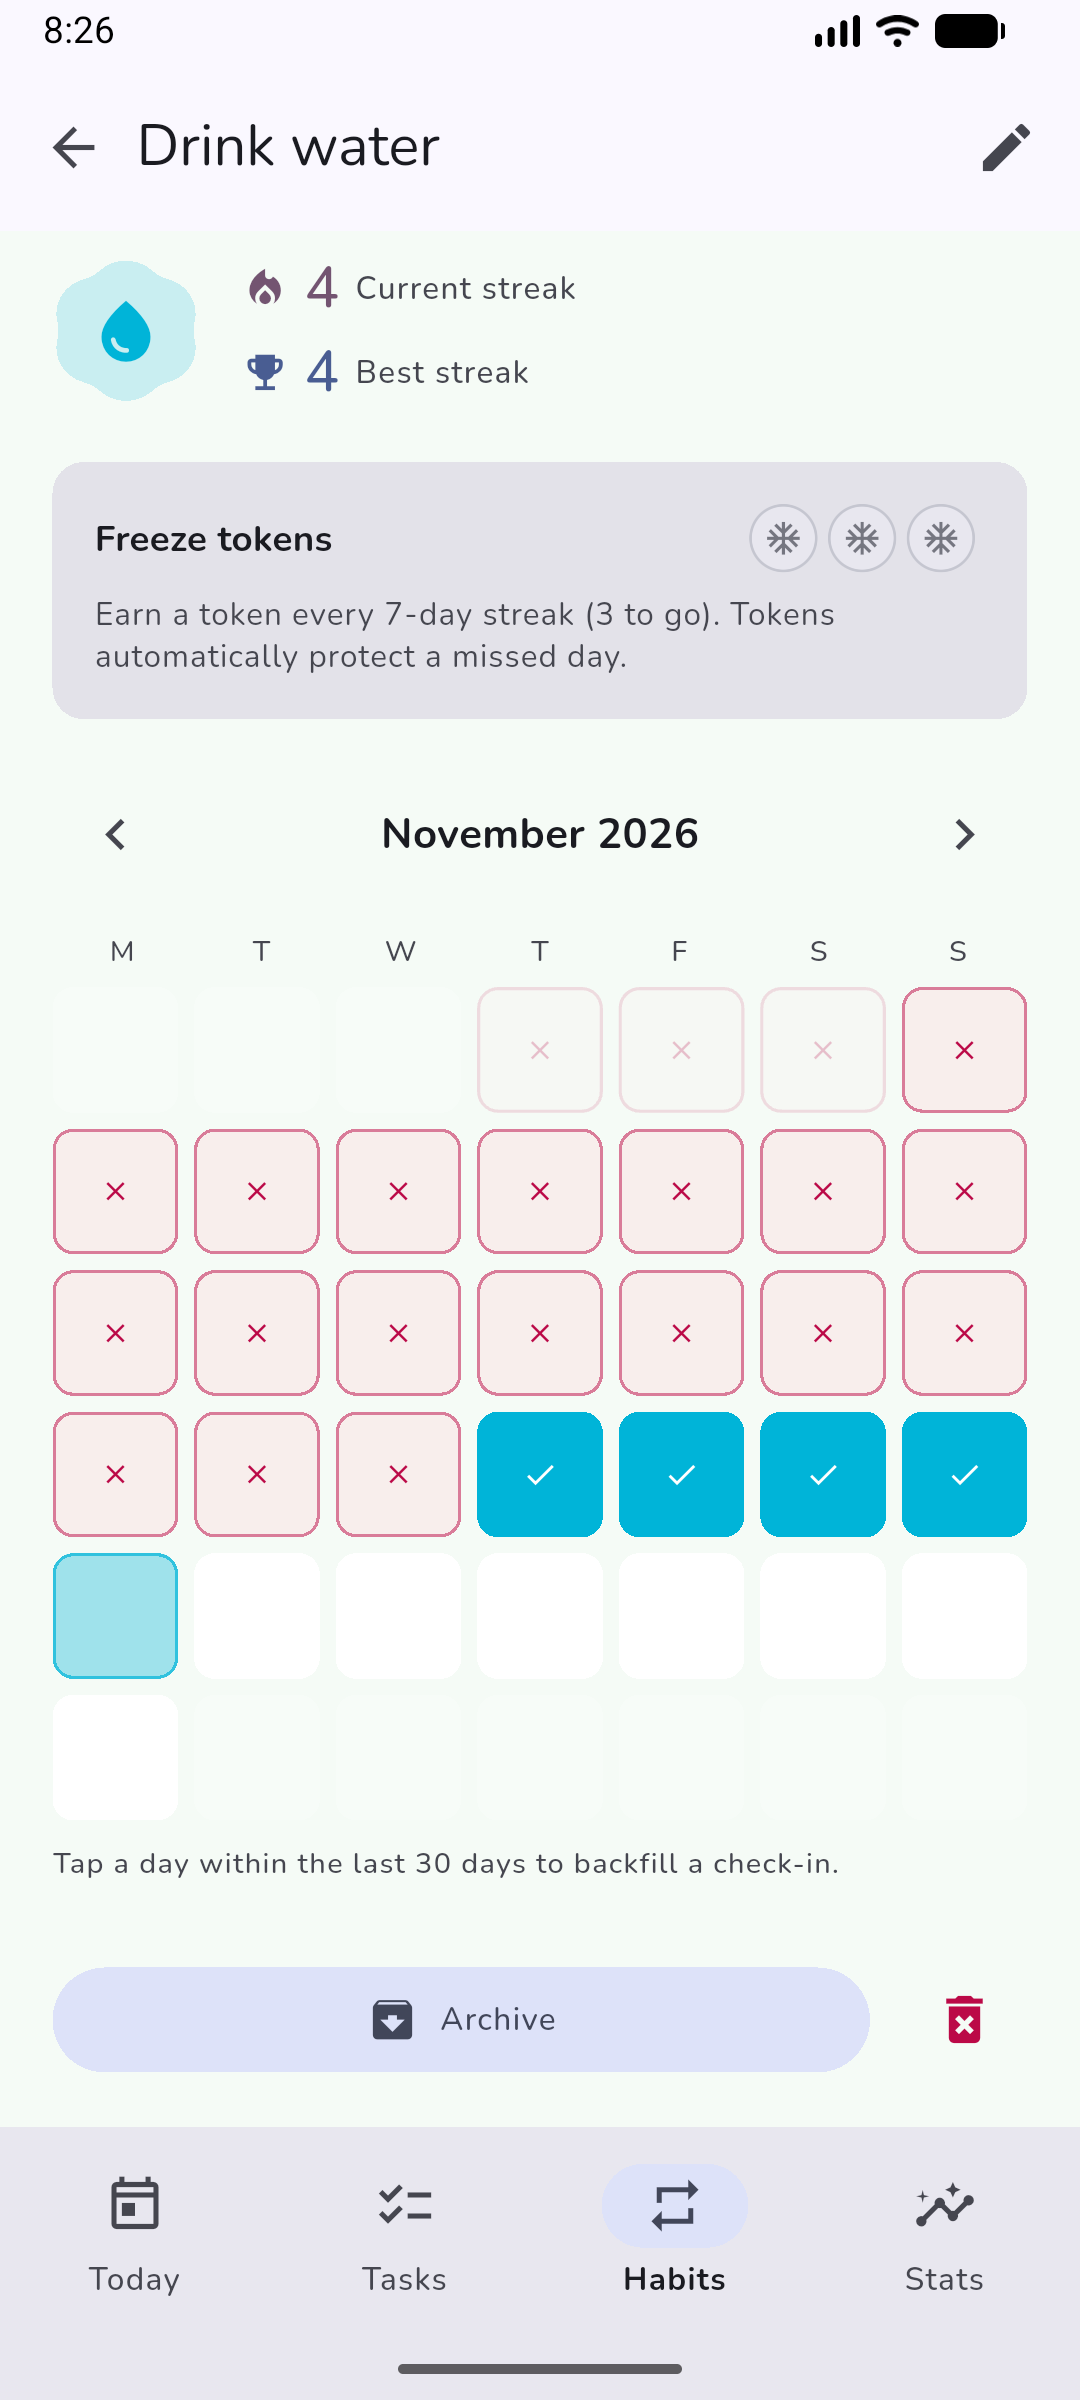 8:26
Drink water
4 Current streak
4 Best streak
Freeze tokens
Earn a token every 7-day streak (3 to go). Tokens
automatically protect a missed day.
November 2026
M T W T F S S
Tap a day within the last 30 days to backfill a check-in.
Archive
Today Tasks Habits Stats